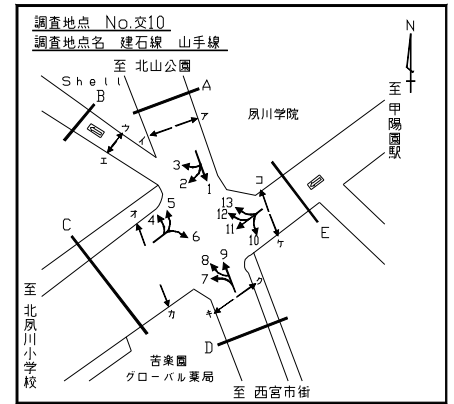 調査地点 No.交10
調査地点名 建石線 山手線
至 北山公園
N
Shell
A
B
夙川学院
至 甲陽園駅
ア
イ
ウ
エ
3
2
1
コ
オ
5
4
6
13
12
11
10
ケ
E
C
8
9
7
カ
キ
ク
D
至 北夙川小学校
苦楽園
グローバル薬局
至 西宮市街